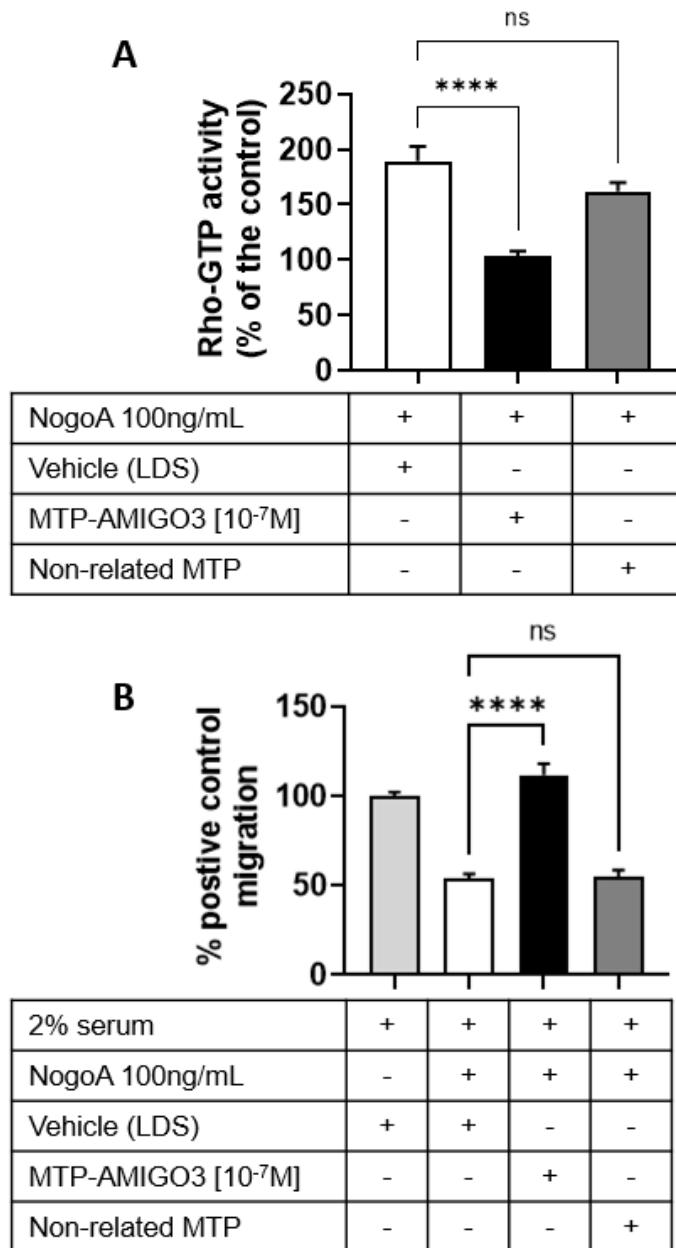 A
ns
****
Rho-GTP activity
(% of the control)
250
200
150
100
50
0
NogoA 100ng/mL + + +
Vehicle (LDS) + - -
MTP-AMIGO3 [10⁻⁷M] - + -
Non-related MTP - - +
B
ns
****
% postive control
migration
150
100
50
0
2% serum + + + +
NogoA 100ng/mL - + + +
Vehicle (LDS) + + - -
MTP-AMIGO3 [10⁻⁷M] - - + -
Non-related MTP - - - +